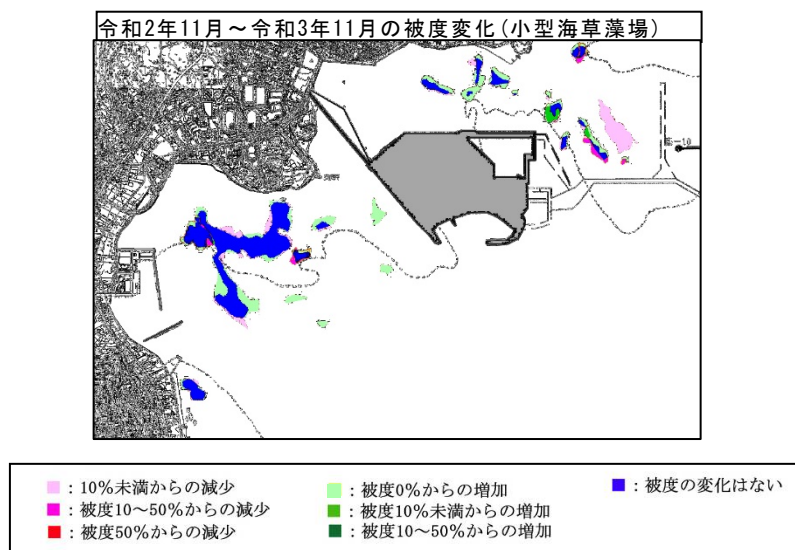 令和2年11月～令和3年11月の被度変化(小型海草藻場)
：10%未満からの減少
：被度10～50%からの減少
：被度50%からの減少
：被度0%からの増加
：被度10%未満からの増加
：被度10～50%からの増加
：被度の変化はない